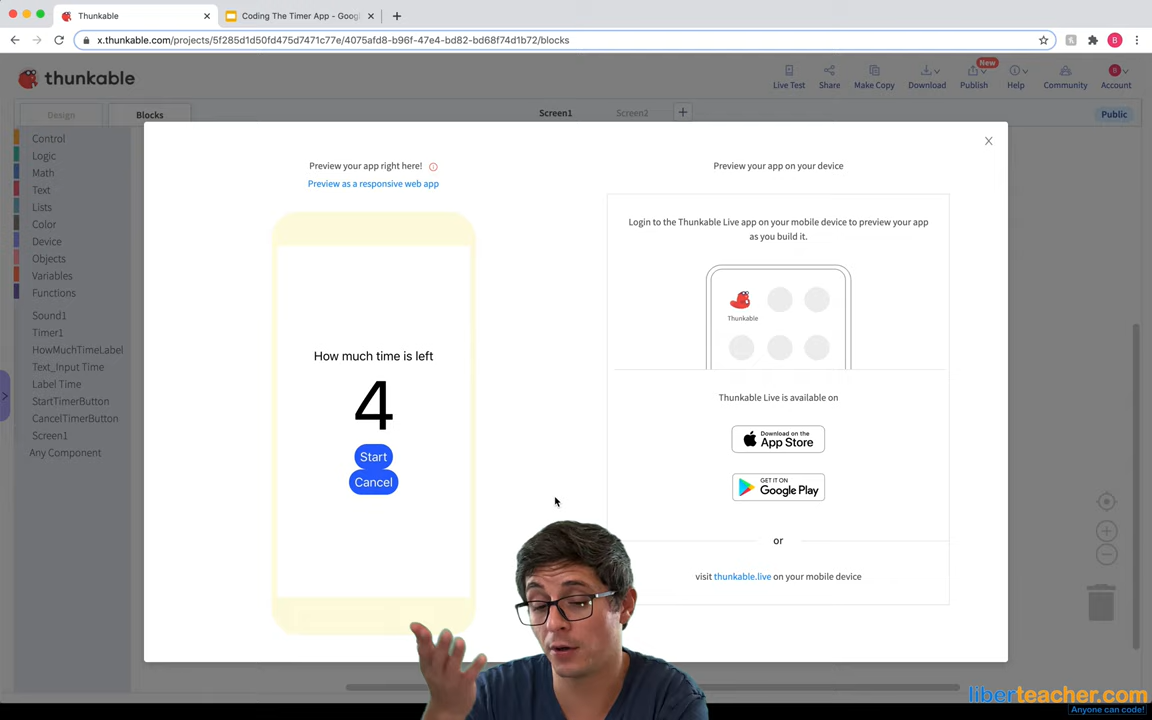 Thunkable
Coding The Timer App - Goog
x.thunkable.com/projects/5f285d1d50fd475d7471c77e/4075afd8-b96f-47e4-bd82-bd68f74d1b72/blocks
B
thunkable
New
Live Test
Share
Make Copy
Download
Publish
Help
Community
B
Account
Design
Blocks
Screen1
Screen2
Public
Control
Logic
Math
Text
Lists
Color
Device
Objects
Variables
Functions
Sound1
Timer1
HowMuchTimeLabel
Text_Input Time
Label Time
StartTimerButton
CancelTimerButton
Screen1
Any Component
Preview your app right here!
Preview as a responsive web app
How much time is left
4
Start
Cancel
Preview your app on your device
Login to the Thunkable Live app on your mobile device to preview your app
as you build it.
Thunkable
Thunkable Live is available on
Download on the
App Store
GET IT ON
Google Play
or
visit thunkable.live on your mobile device
liberteacher.com
Anyone can code!